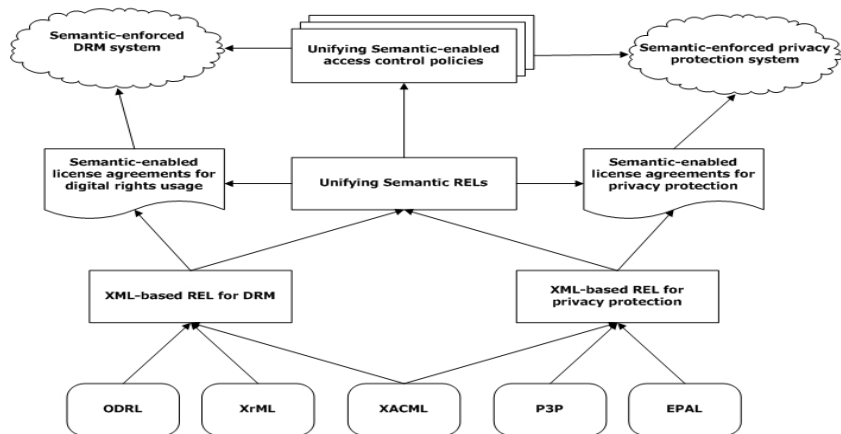 Semantic-enforced
DRM system
Unifying Semantic-enabled
access control policies
Semantic-enforced privacy
protection system
Semantic-enabled
license agreements for
digital rights usage
Unifying Semantic RELs
Semantic-enabled
license agreements for
privacy protection
XML-based REL for DRM
XML-based REL for
privacy protection
ODRL
XrML
XACML
P3P
EPAL